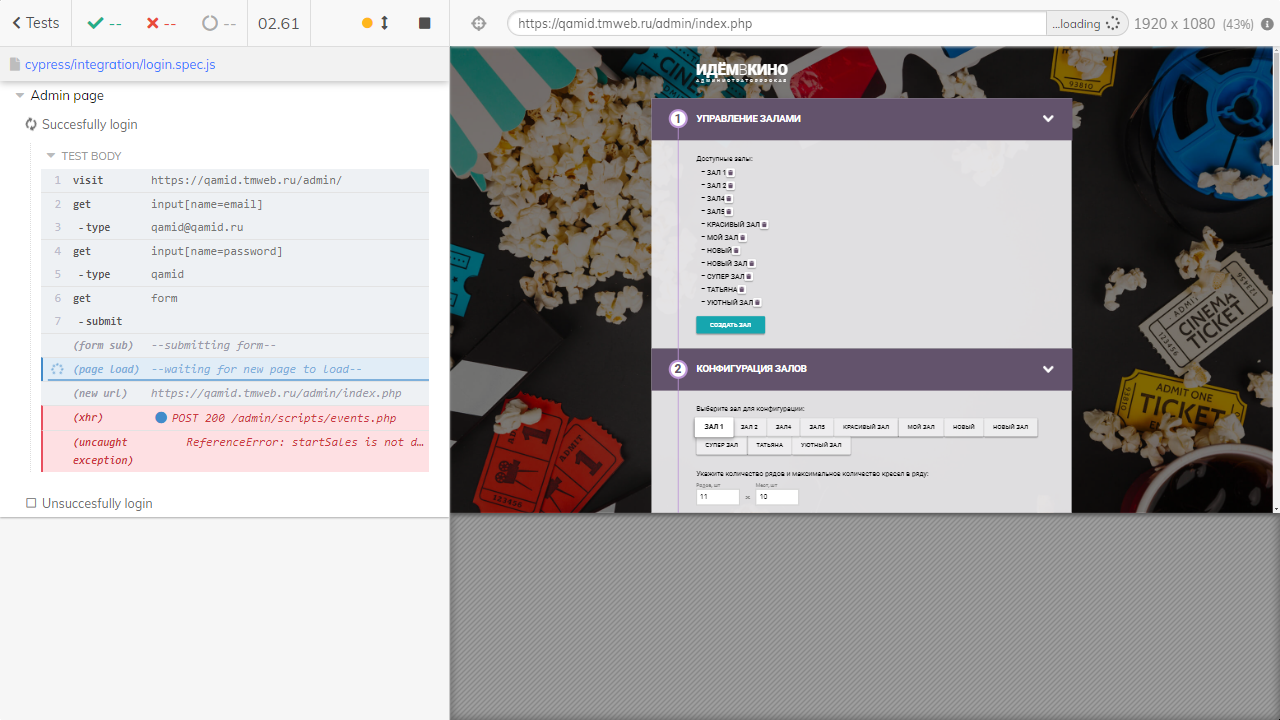 Tests
--
--
--
02.61
https://qamid.tmweb.ru/admin/index.php
...loading
1920 x 1080 (43%)
cypress/integration/login.spec.js
Admin page
Succesfully login
TEST BODY
1 visit https://qamid.tmweb.ru/admin/
2 get input[name=email]
3 -type qamid@qamid.ru
4 get input[name=password]
5 -type qamid
6 get form
7 -submit
(form sub) --submitting form--
(page load) --waiting for new page to load--
(new url) https://qamid.tmweb.ru/admin/index.php
(xhr) POST 200 /admin/scripts/events.php
(uncaught exception) ReferenceError: startSales is not d…
Unsuccesfully login
ИДЁМВКИНО
АДМИНИСТРАТОРРРСКАЯ
1 УПРАВЛЕНИЕ ЗАЛАМИ
Доступные залы:
– ЗАЛ 1
– ЗАЛ 2
– ЗАЛ4
– ЗАЛ5
– КРАСИВЫЙ ЗАЛ
– МОЙ ЗАЛ
– НОВЫЙ
– НОВЫЙ ЗАЛ
– СУПЕР ЗАЛ
– ТАТЬЯНА
– УЮТНЫЙ ЗАЛ
СОЗДАТЬ ЗАЛ
2 КОНФИГУРАЦИЯ ЗАЛОВ
Выберите зал для конфигурации:
ЗАЛ 1 ЗАЛ 2 ЗАЛ4 ЗАЛ5 КРАСИВЫЙ ЗАЛ МОЙ ЗАЛ НОВЫЙ НОВЫЙ ЗАЛ
СУПЕР ЗАЛ ТАТЬЯНА УЮТНЫЙ ЗАЛ
Укажите количество рядов и максимальное количество кресел в ряду:
Рядов, шт Мест, шт
11 x 10
CINEMA
TICKET
123456
ADMIT ONE
TICKET
93810
ADMIT
1
123456